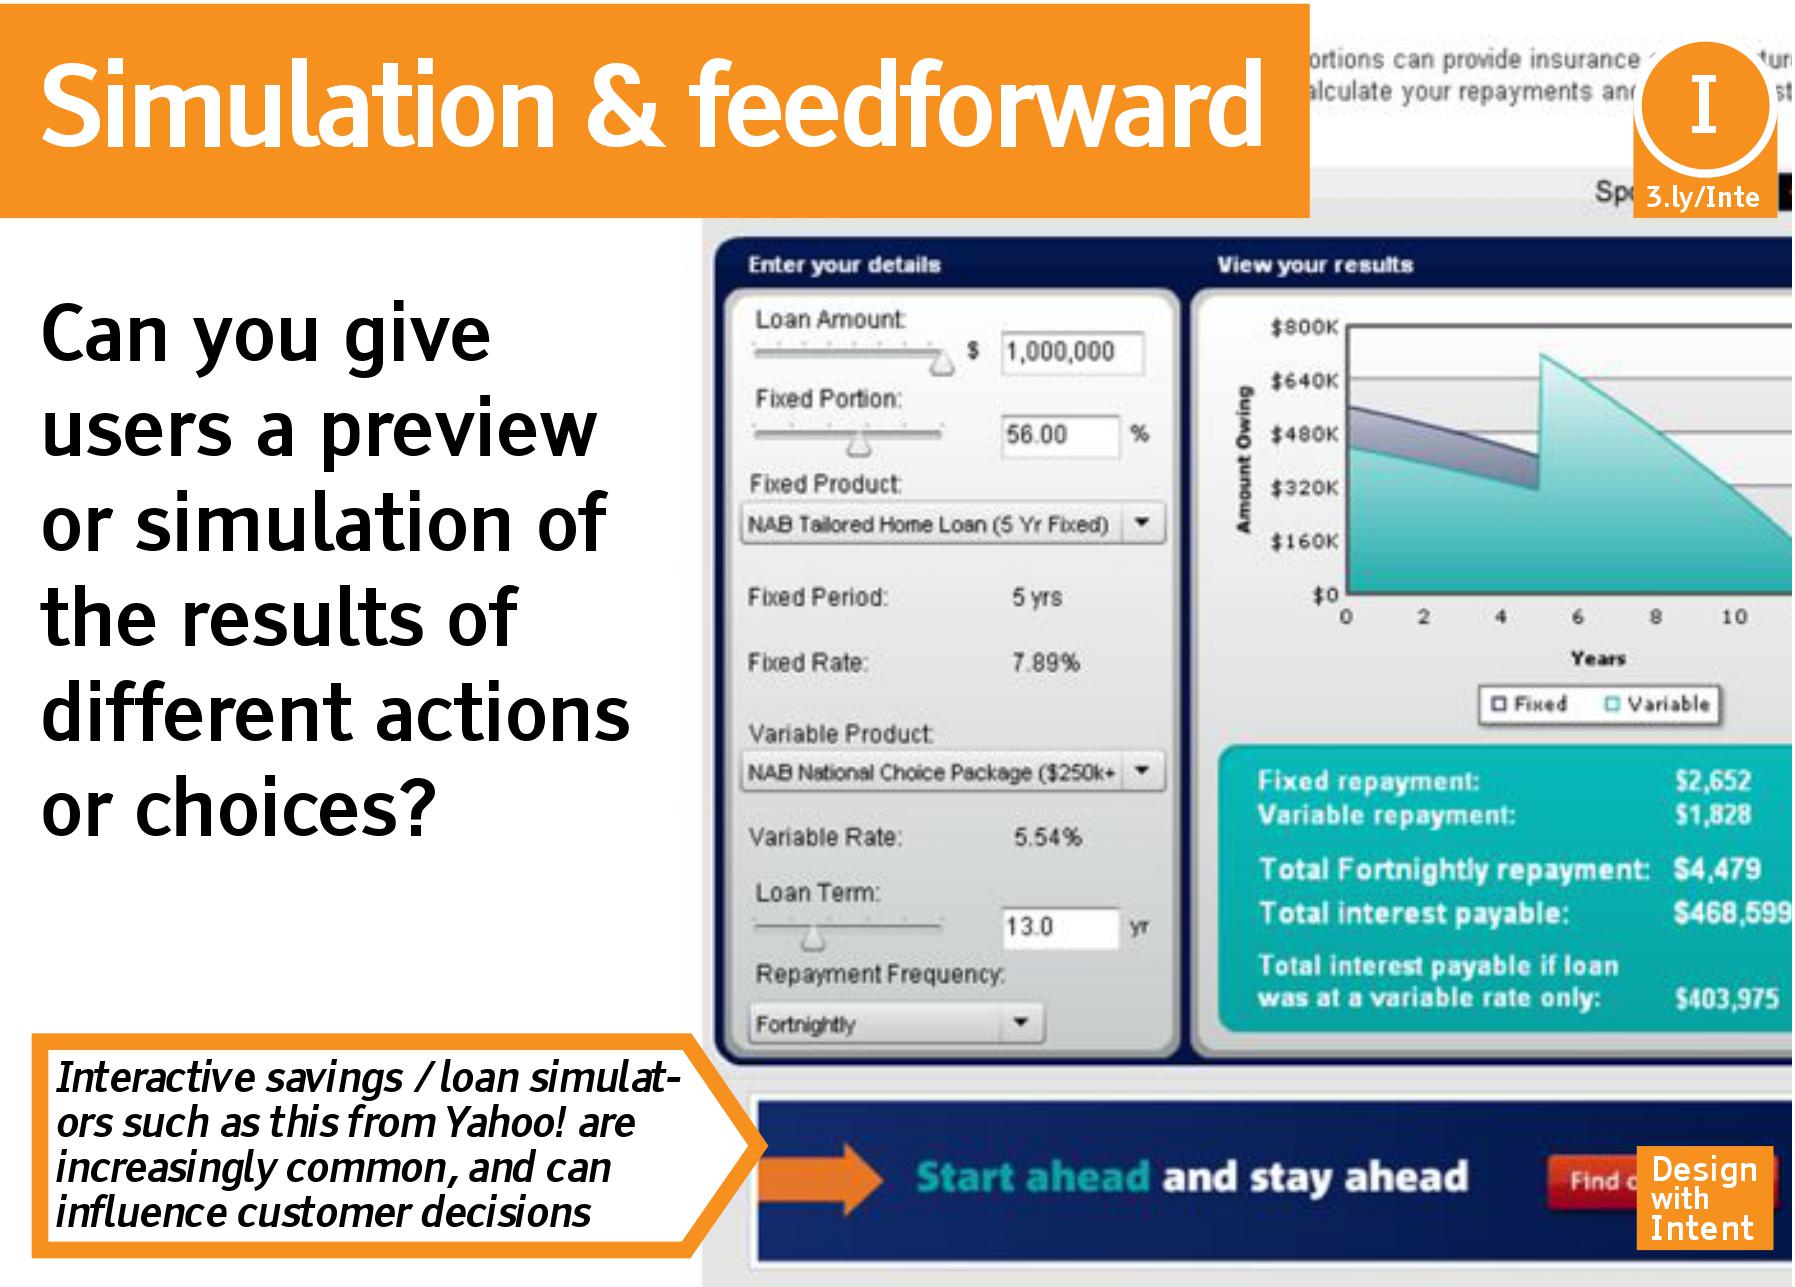 Simulation & feedforward
ortions can provide insurance
alculate your repayments and
I
3.ly/Inte
Can you give
users a preview
or simulation of
the results of
different actions
or choices?
Enter your details
Loan Amount:
$ 1,000,000
Fixed Portion:
56.00 %
Fixed Product:
NAB Tailored Home Loan (5 Yr Fixed)
Fixed Period: 5 yrs
Fixed Rate: 7.89%
Variable Product:
NAB National Choice Package ($250k+
Variable Rate: 5.54%
Loan Term:
13.0 yr
Repayment Frequency:
Fortnightly
View your results
Amount Owing
$800K
$640K
$480K
$320K
$160K
$0
0 2 4 6 8 10
Years
Fixed Variable
Fixed repayment: $2,652
Variable repayment: $1,828
Total Fortnightly repayment: $4,479
Total interest payable: $468,599
Total interest payable if loan
was at a variable rate only: $403,975
Interactive savings / loan simulat-
ors such as this from Yahoo! are
increasingly common, and can
influence customer decisions
Start ahead and stay ahead
Find
Design
with
Intent